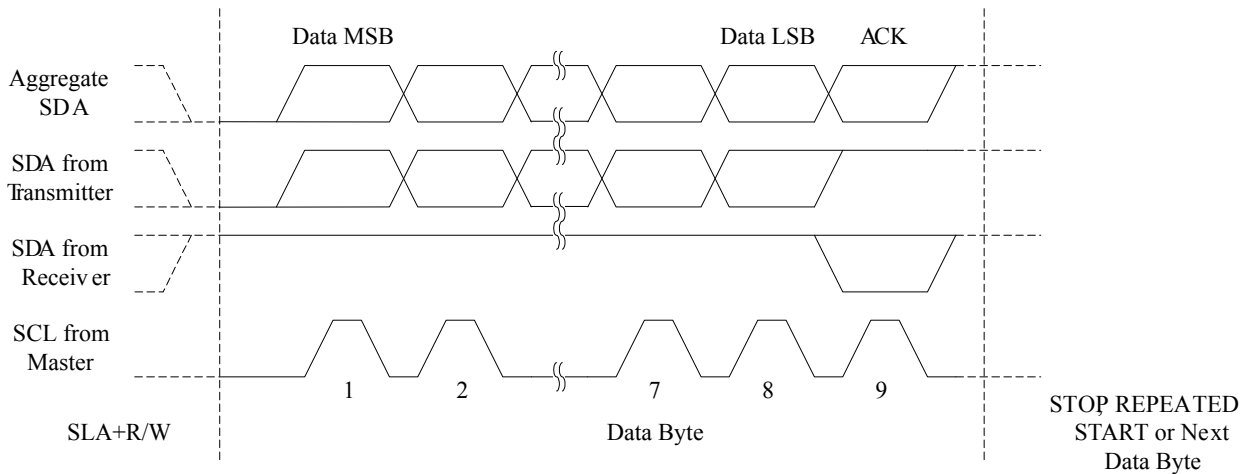 Data MSB
Data LSB
ACK
Aggregate
SDA
SDA from
Transmitter
SDA from
Receiver
SCL from
Master
1
2
7
8
9
SLA+R/W
Data Byte
STOP, REPEATED
START or Next
Data Byte